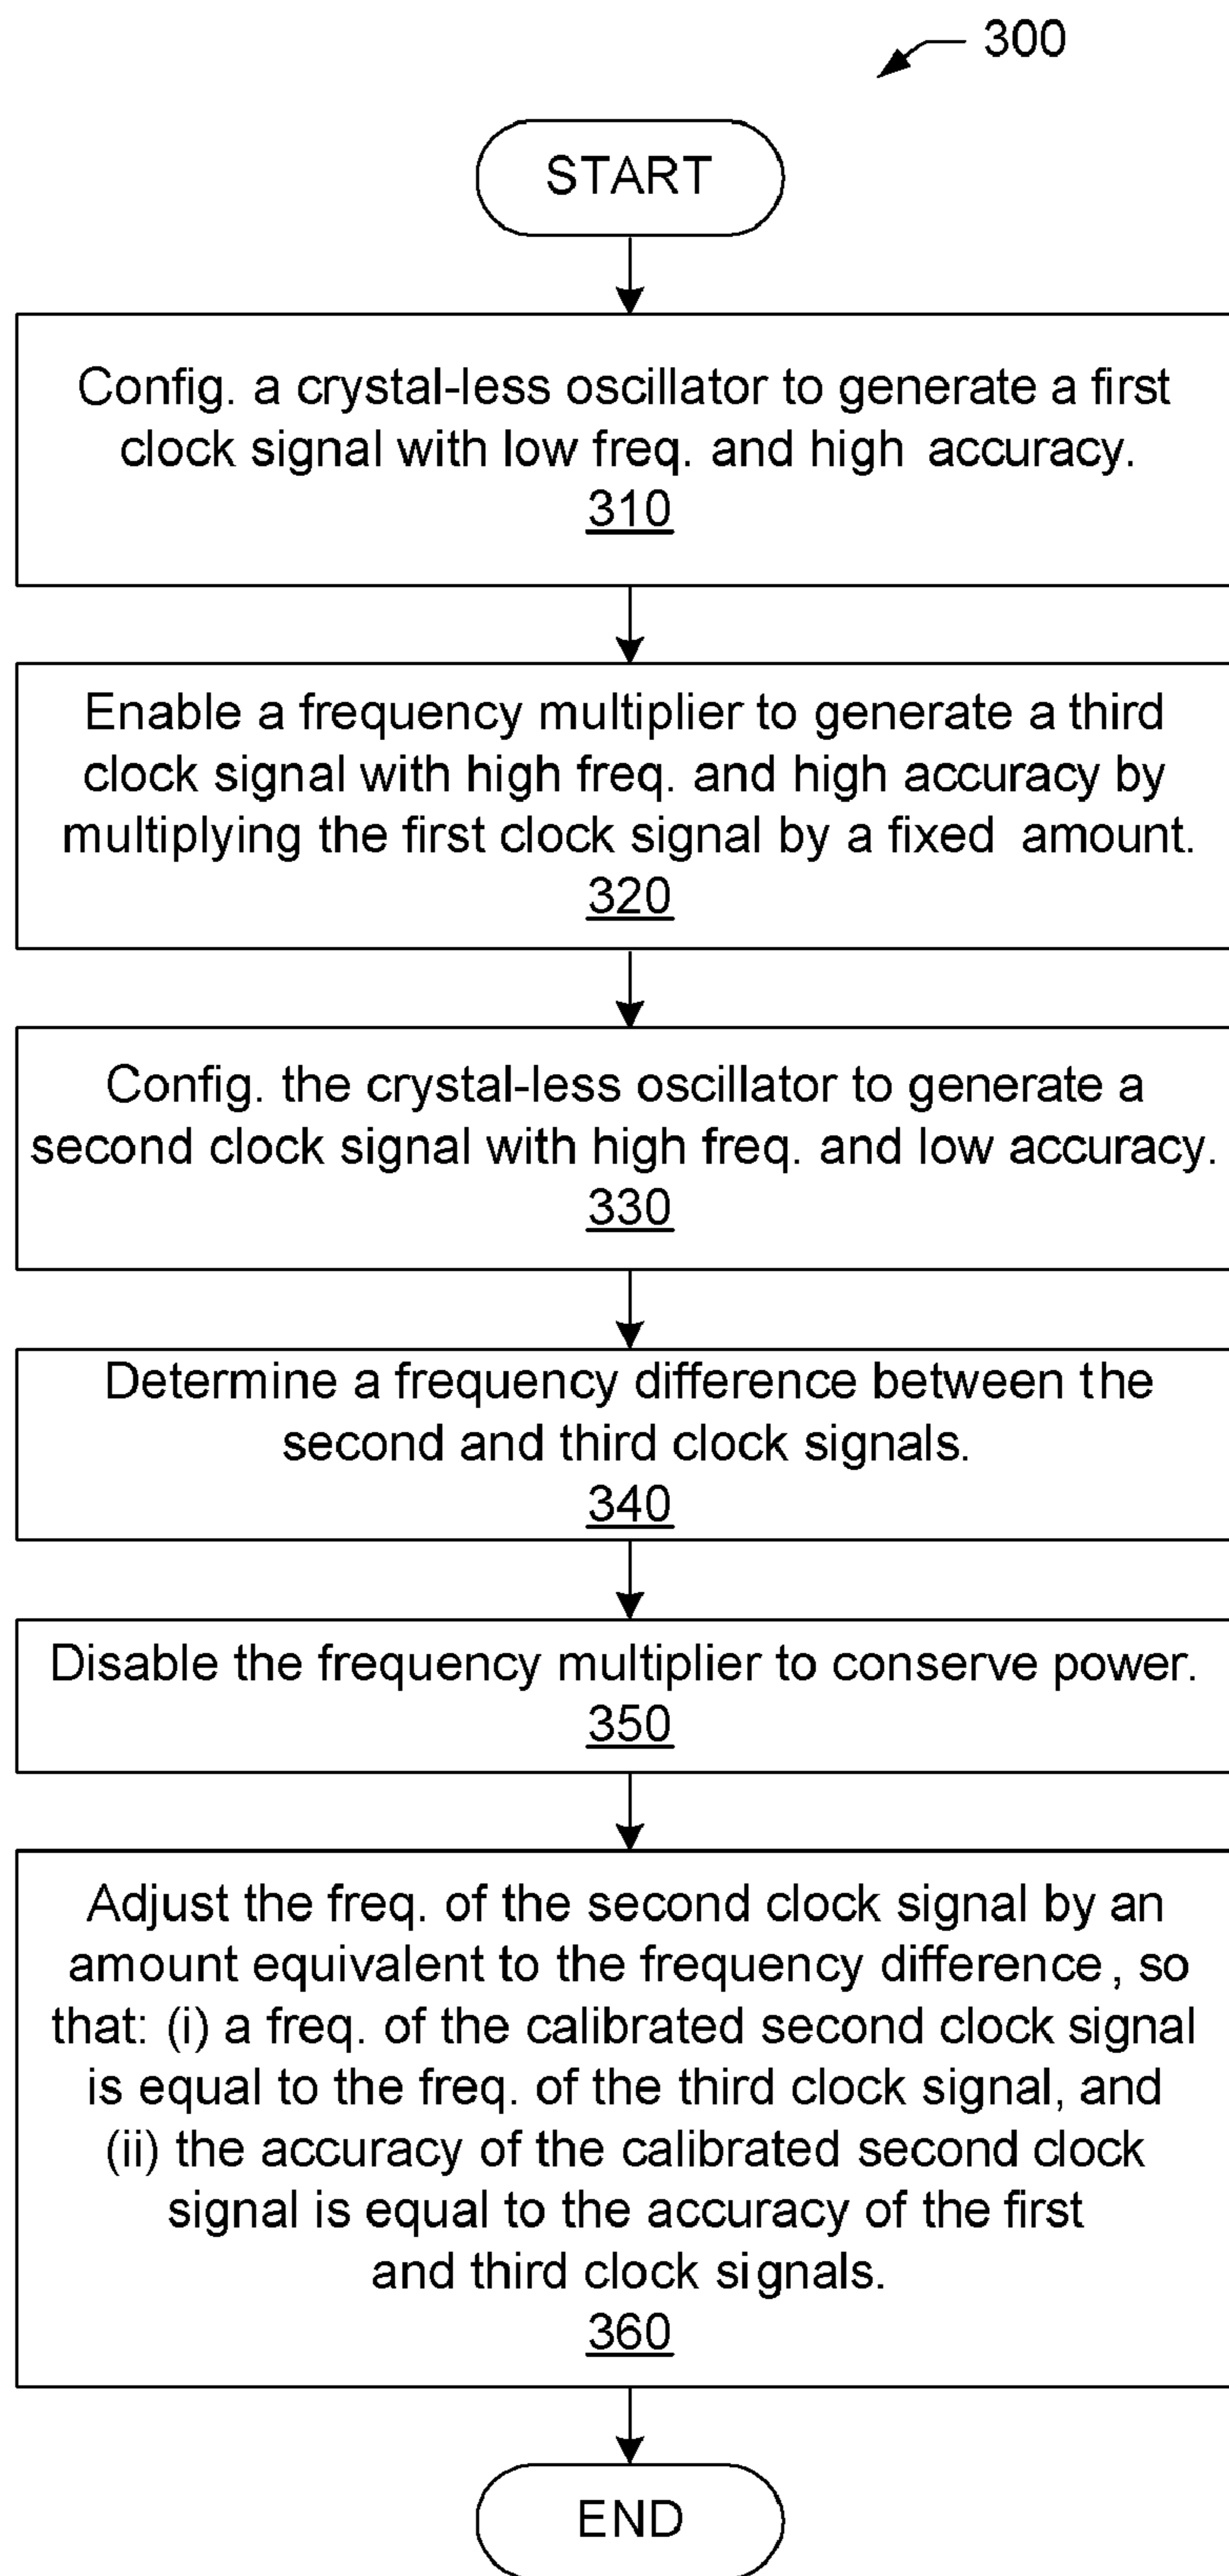 300
START
Config. a crystal-less oscillator to generate a first
clock signal with low freq. and high accuracy.
310
Enable a frequency multiplier to generate a third
clock signal with high freq. and high accuracy by
multiplying the first clock signal by a fixed amount.
320
Config. the crystal-less oscillator to generate a
second clock signal with high freq. and low accuracy.
330
Determine a frequency difference between the
second and third clock signals.
340
Disable the frequency multiplier to conserve power.
350
Adjust the freq. of the second clock signal by an
amount equivalent to the frequency difference, so
that: (i) a freq. of the calibrated second clock signal
is equal to the freq. of the third clock signal, and
(ii) the accuracy of the calibrated second clock
signal is equal to the accuracy of the first
and third clock signals.
360
END